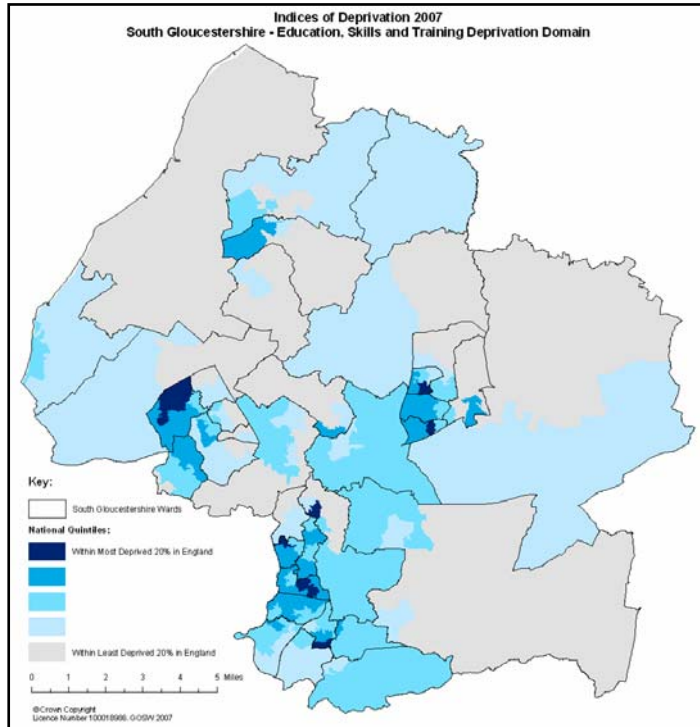 Indices of Deprivation 2007
South Gloucestershire - Education, Skills and Training Deprivation Domain
Key:
South Gloucestershire Wards
National Quintiles:
Within Most Deprived 20% in England
Within Least Deprived 20% in England
0 1 2 3 4 5 Miles
©Crown Copyright
Licence Number 100018986. GOSW 2007